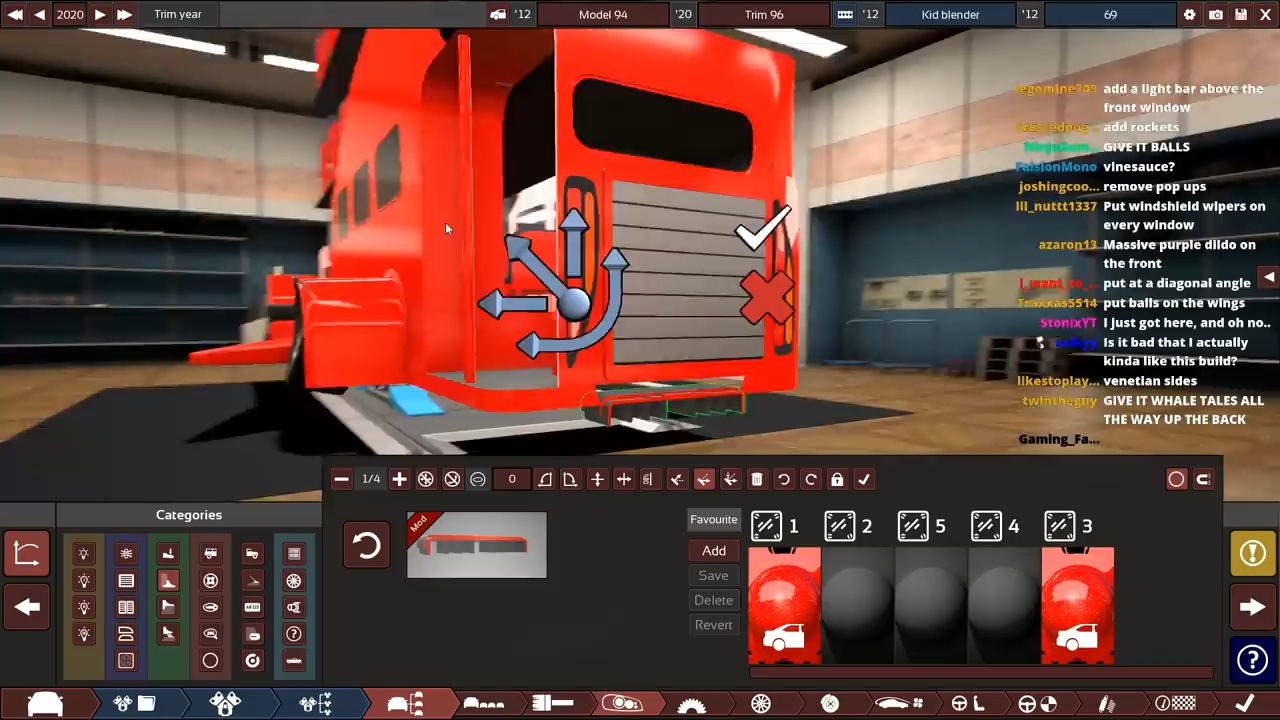 2020 Trim year '12 Model 94 '20 Trim 96 '12 Kid blender '12 69
legomine709 add a light bar above the
front window
add rockets
GIVE IT BALLS
FalsionMono vinesauce?
joshingcoo... remove pop ups
lll_nuttt1337 Put windshield wipers on
every window
azaron13 Massive purple dildo on
the front
I_want_to_... put at a diagonal angle
Traxxas5514 put balls on the wings
StonixYT I just got here, and oh no..
Is it bad that I actually
kinda like this build?
likestoplay... venetian sides
twintheguy GIVE IT WHALE TALES ALL
THE WAY UP THE BACK
Gaming_Fa...
1/4 0
Categories
Mod
Favourite 1 2 5 4 3
Add
Save
Delete
Revert